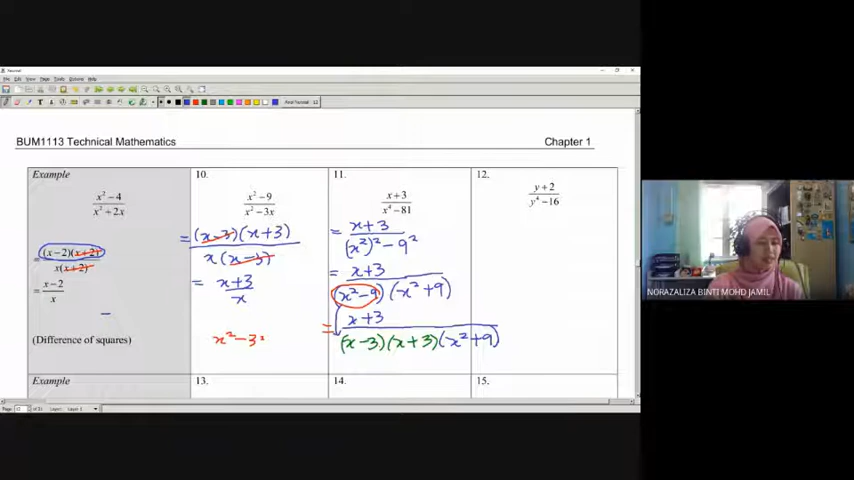 BUM1113 Technical Mathematics
Chapter 1
Example
x² − 4
x² + 2x
= (x−2)(x+2)
x(x+2)
= x−2
x
(Difference of squares)
10.
x² − 9
x² − 3x
= (x−3)(x+3)
x(x−3)
= x+3
x
x² − 3²
11.
x+3
x⁴ − 81
= x+3
(x²)² − 9²
= x+3
(x²−9)(x²+9)
= x+3
(x−3)(x+3)(x²+9)
12.
y+2
y⁴ − 16
Example
13.
14.
15.
NORAZALIZA BINTI MOHD JAMIL